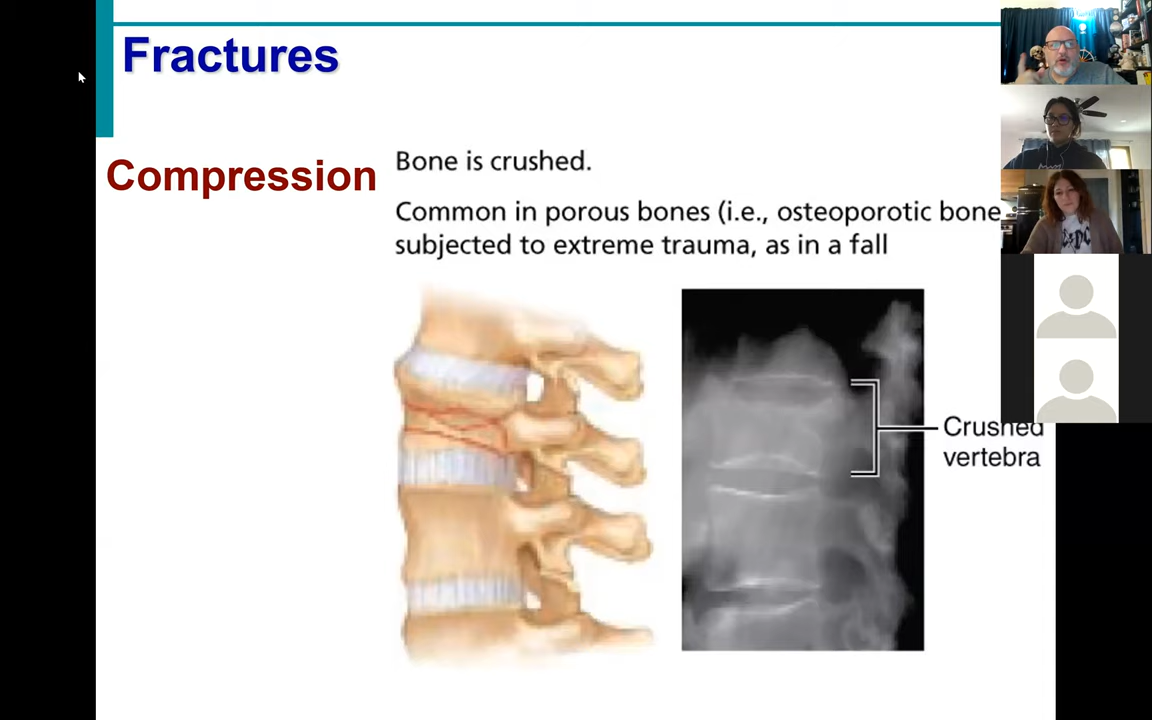 Fractures
Compression
Bone is crushed.
Common in porous bones (i.e., osteoporotic bone
subjected to extreme trauma, as in a fall
Crushed
vertebra